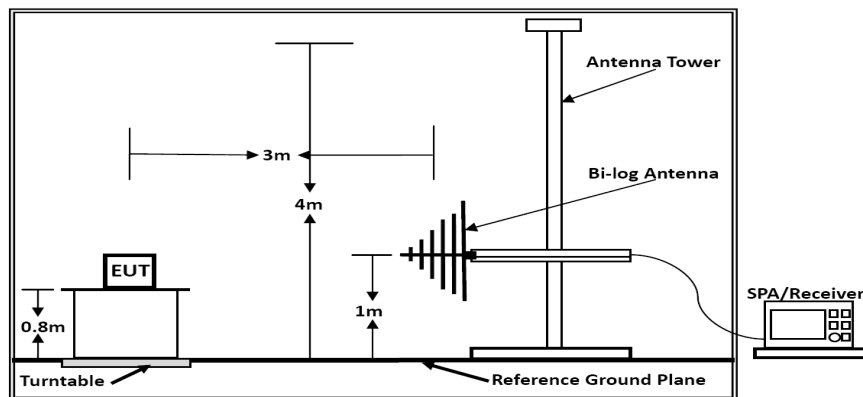 Antenna Tower
3m
Bi-log Antenna
4m
EUT
SPA/Receiver
0.8m
1m
Turntable
Reference Ground Plane